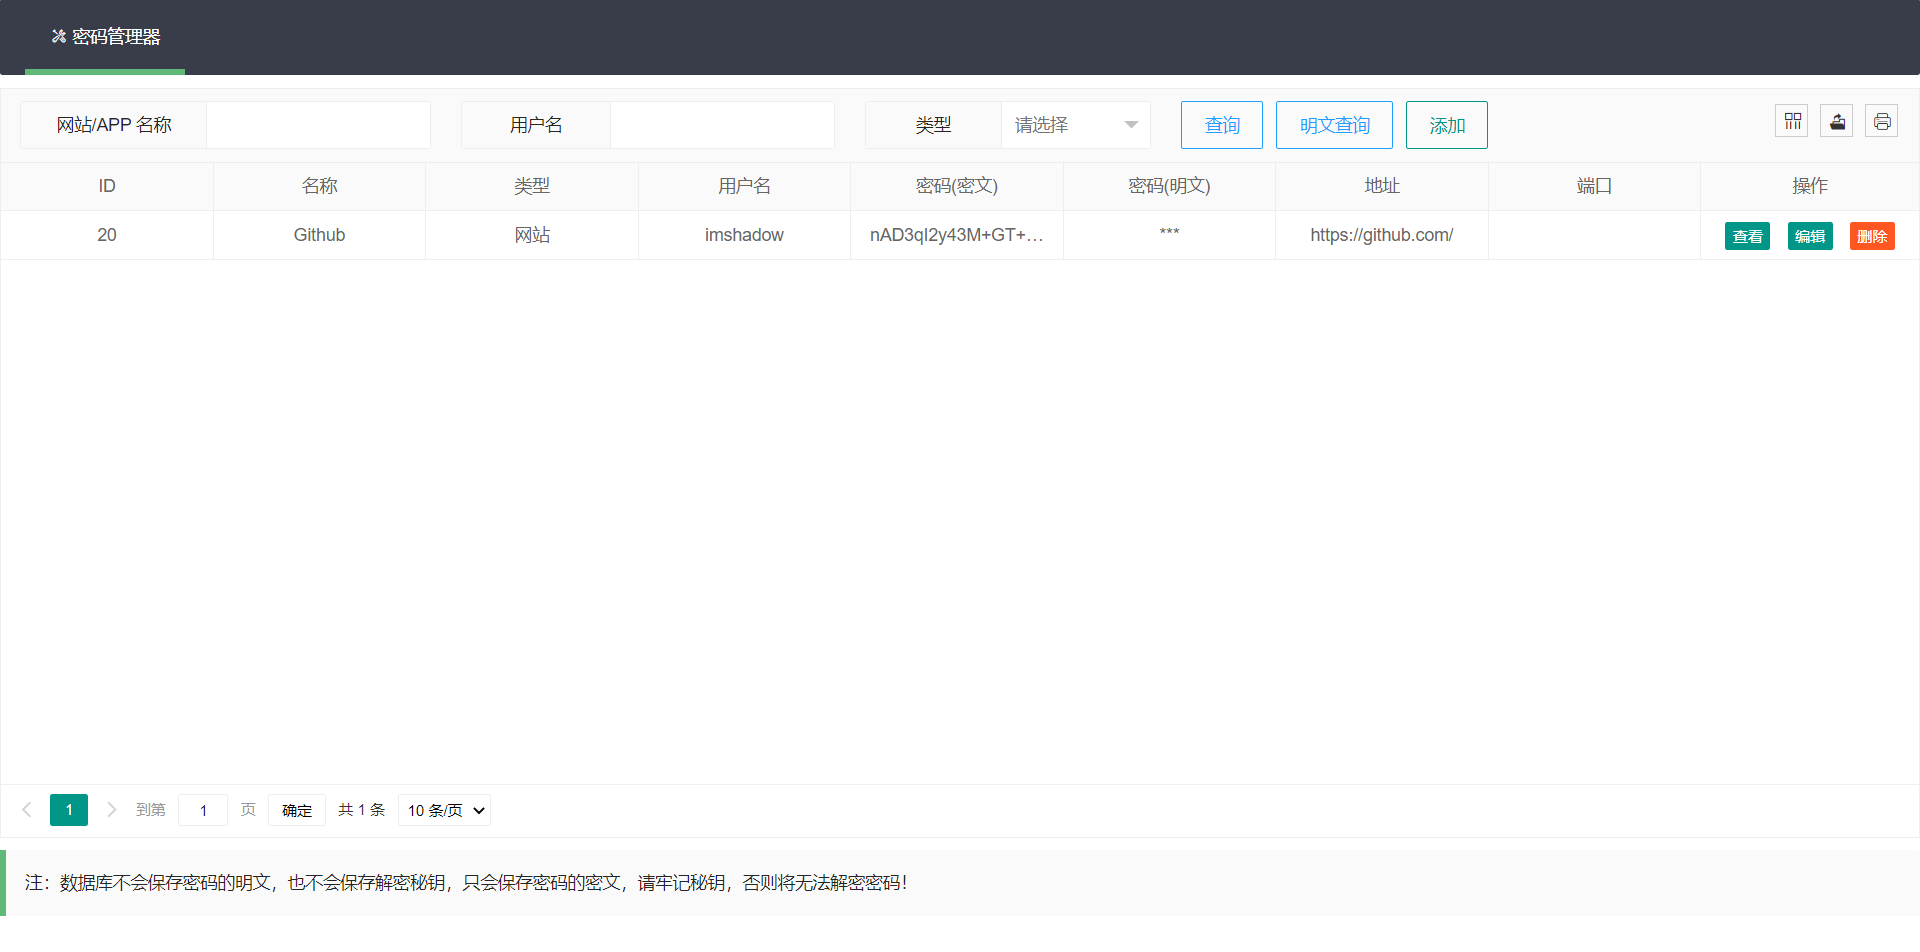 密码管理器
网站/APP 名称 用户名 类型 请选择 查询 明文查询 添加
ID 名称 类型 用户名 密码(密文) 密码(明文) 地址 端口 操作
20 Github 网站 imshadow nAD3ql2y43M+GT+... *** https://github.com/ 查看 编辑 删除
1 到第 1 页 确定 共 1 条 10 条/页
注：数据库不会保存密码的明文，也不会保存解密秘钥，只会保存密码的密文，请牢记秘钥，否则将无法解密密码！